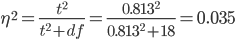 η² = t² / (t² + df) = 0.813² / (0.813² + 18) = 0.035